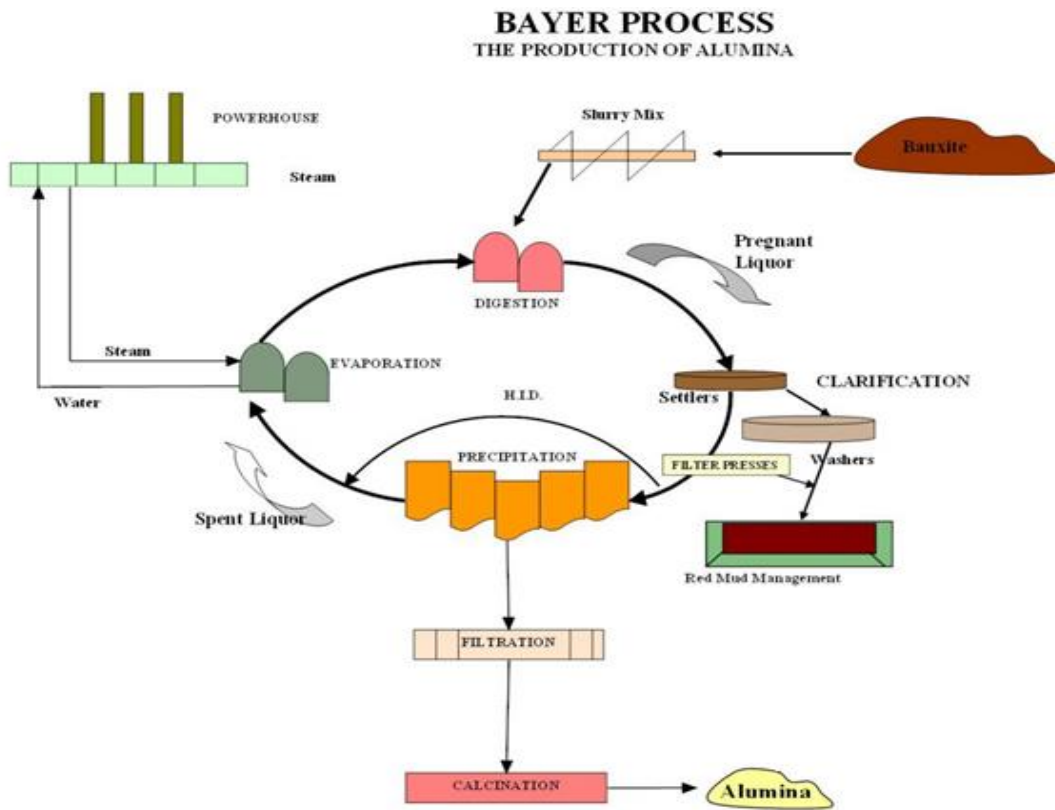 BAYER PROCESS
THE PRODUCTION OF ALUMINA
POWERHOUSE
Slurry Mix
Bauxite
Steam
Pregnant
Liquor
DIGESTION
Steam
EVAPORATION
Water
H.I.D.
Settlers
CLARIFICATION
PRECIPITATION
FILTER PRESSES
Washers
Spent Liquor
Red Mud Management
FILTRATION
CALCINATION
Alumina